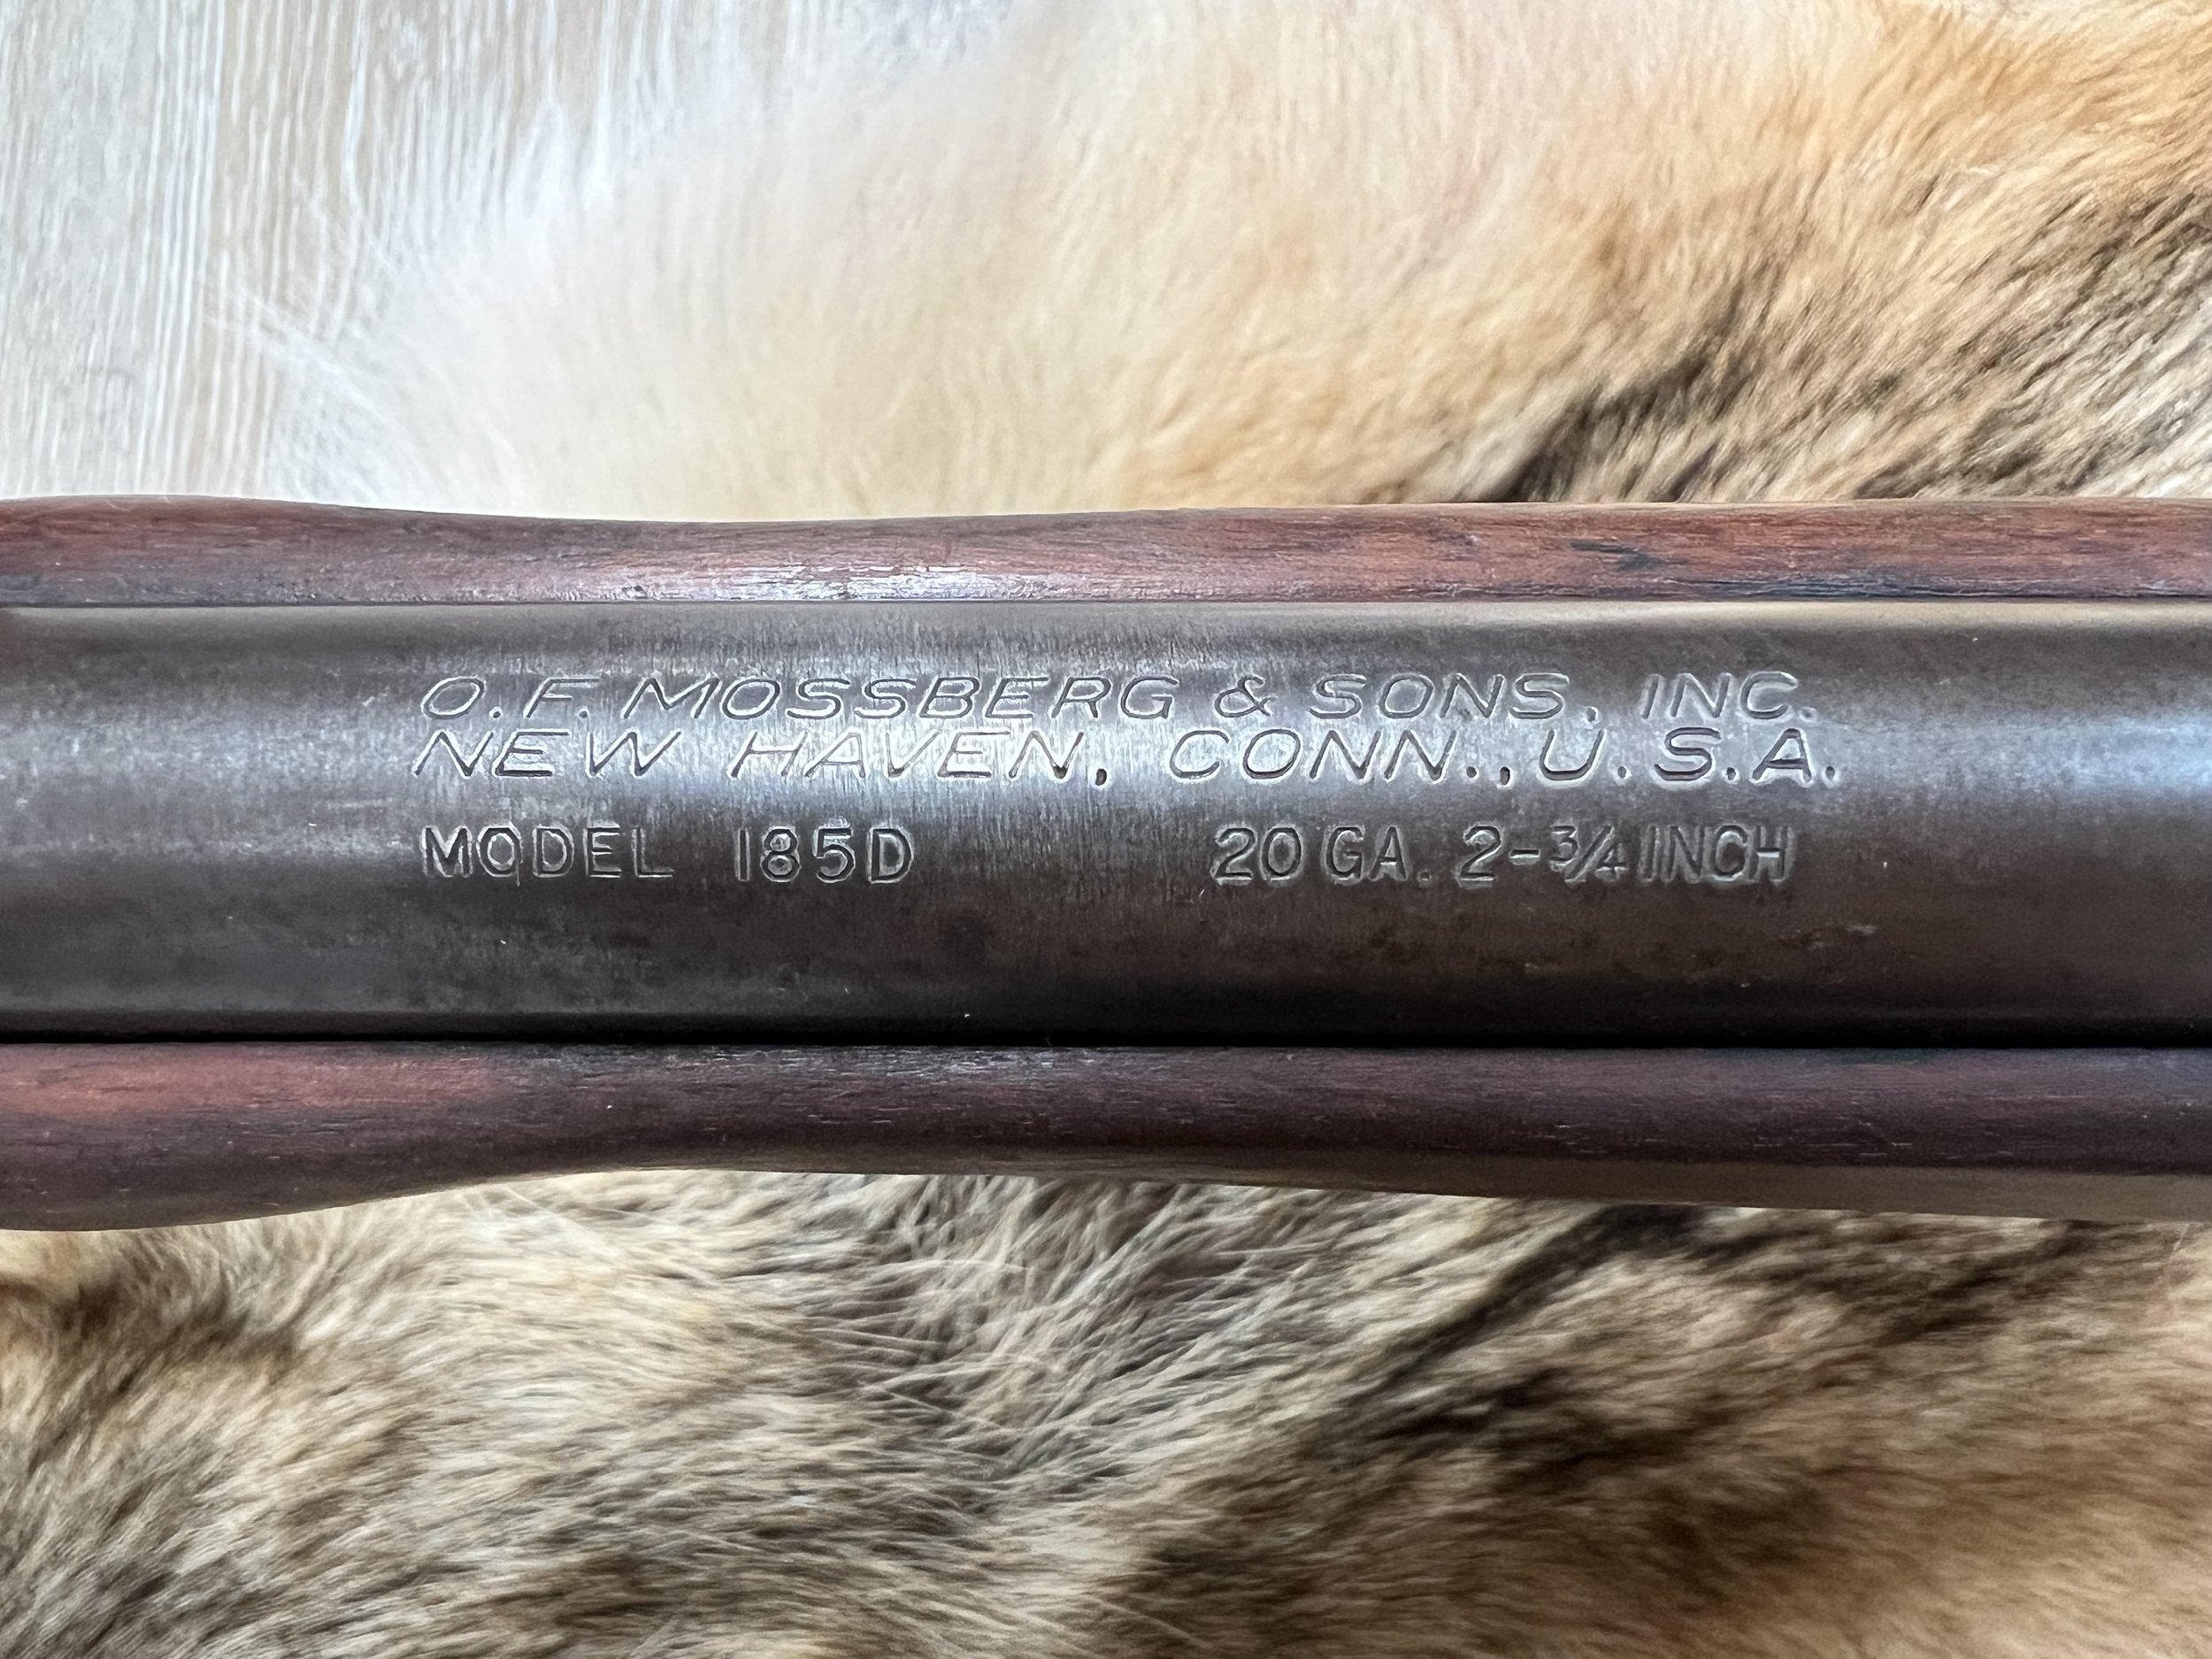 O.F. MOSSBERG & SONS, INC.
NEW HAVEN, CONN.,U.S.A.
MODEL 185D 20 GA. 2-3/4 INCH